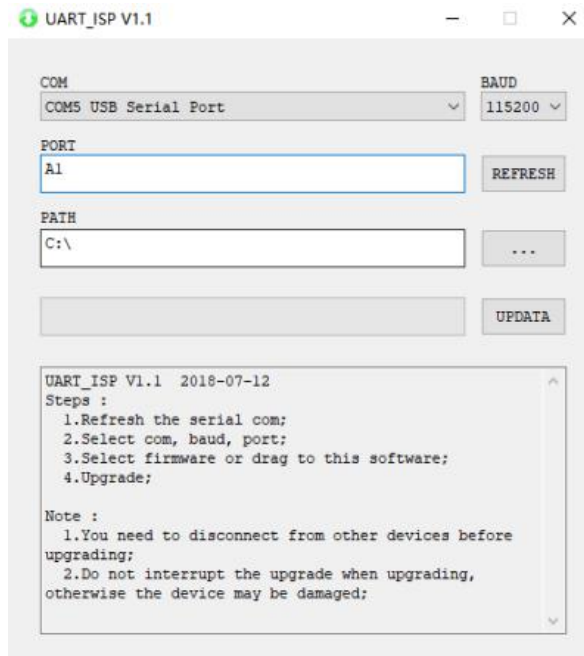 UART_ISP V1.1
COM
BAUD
COM5 USB Serial Port
115200
PORT
A1
REFRESH
PATH
C:\
...
UPDATA
UART_ISP V1.1  2018-07-12
Steps :
1.Refresh the serial com;
2.Select com, baud, port;
3.Select firmware or drag to this software;
4.Upgrade;
Note :
1.You need to disconnect from other devices before
upgrading;
2.Do not interrupt the upgrade when upgrading,
otherwise the device may be damaged;